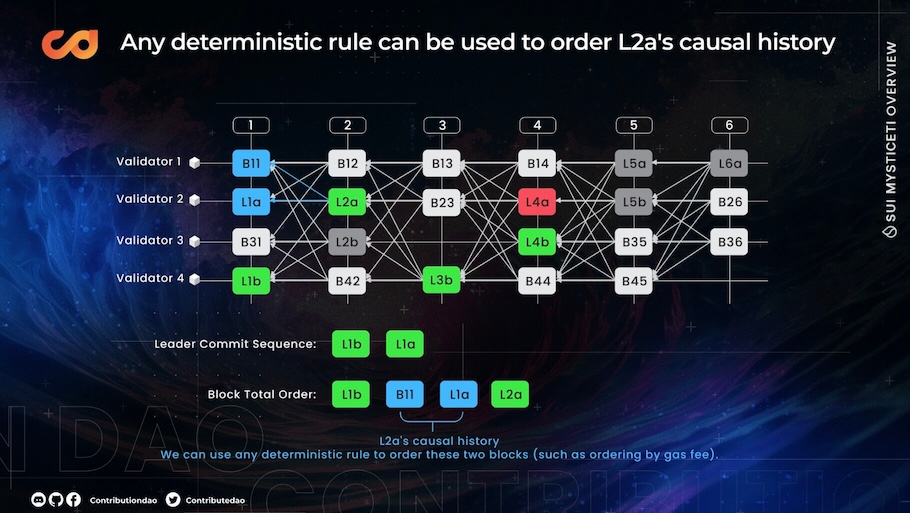 Any deterministic rule can be used to order L2a's causal history
SUI MYSTICETI OVERVIEW
1 2 3 4 5 6
Validator 1 B11 B12 B13 B14 L5a L6a
Validator 2 L1a L2a B23 L4a L5b B26
Validator 3 B31 L2b L4b B35 B36
Validator 4 L1b B42 L3b B44 B45
Leader Commit Sequence: L1b L1a
Block Total Order: L1b B11 L1a L2a
L2a's causal history
We can use any deterministic rule to order these two blocks (such as ordering by gas fee).
N DAO
CONTRIBUTIO
Contributiondao Contributedao